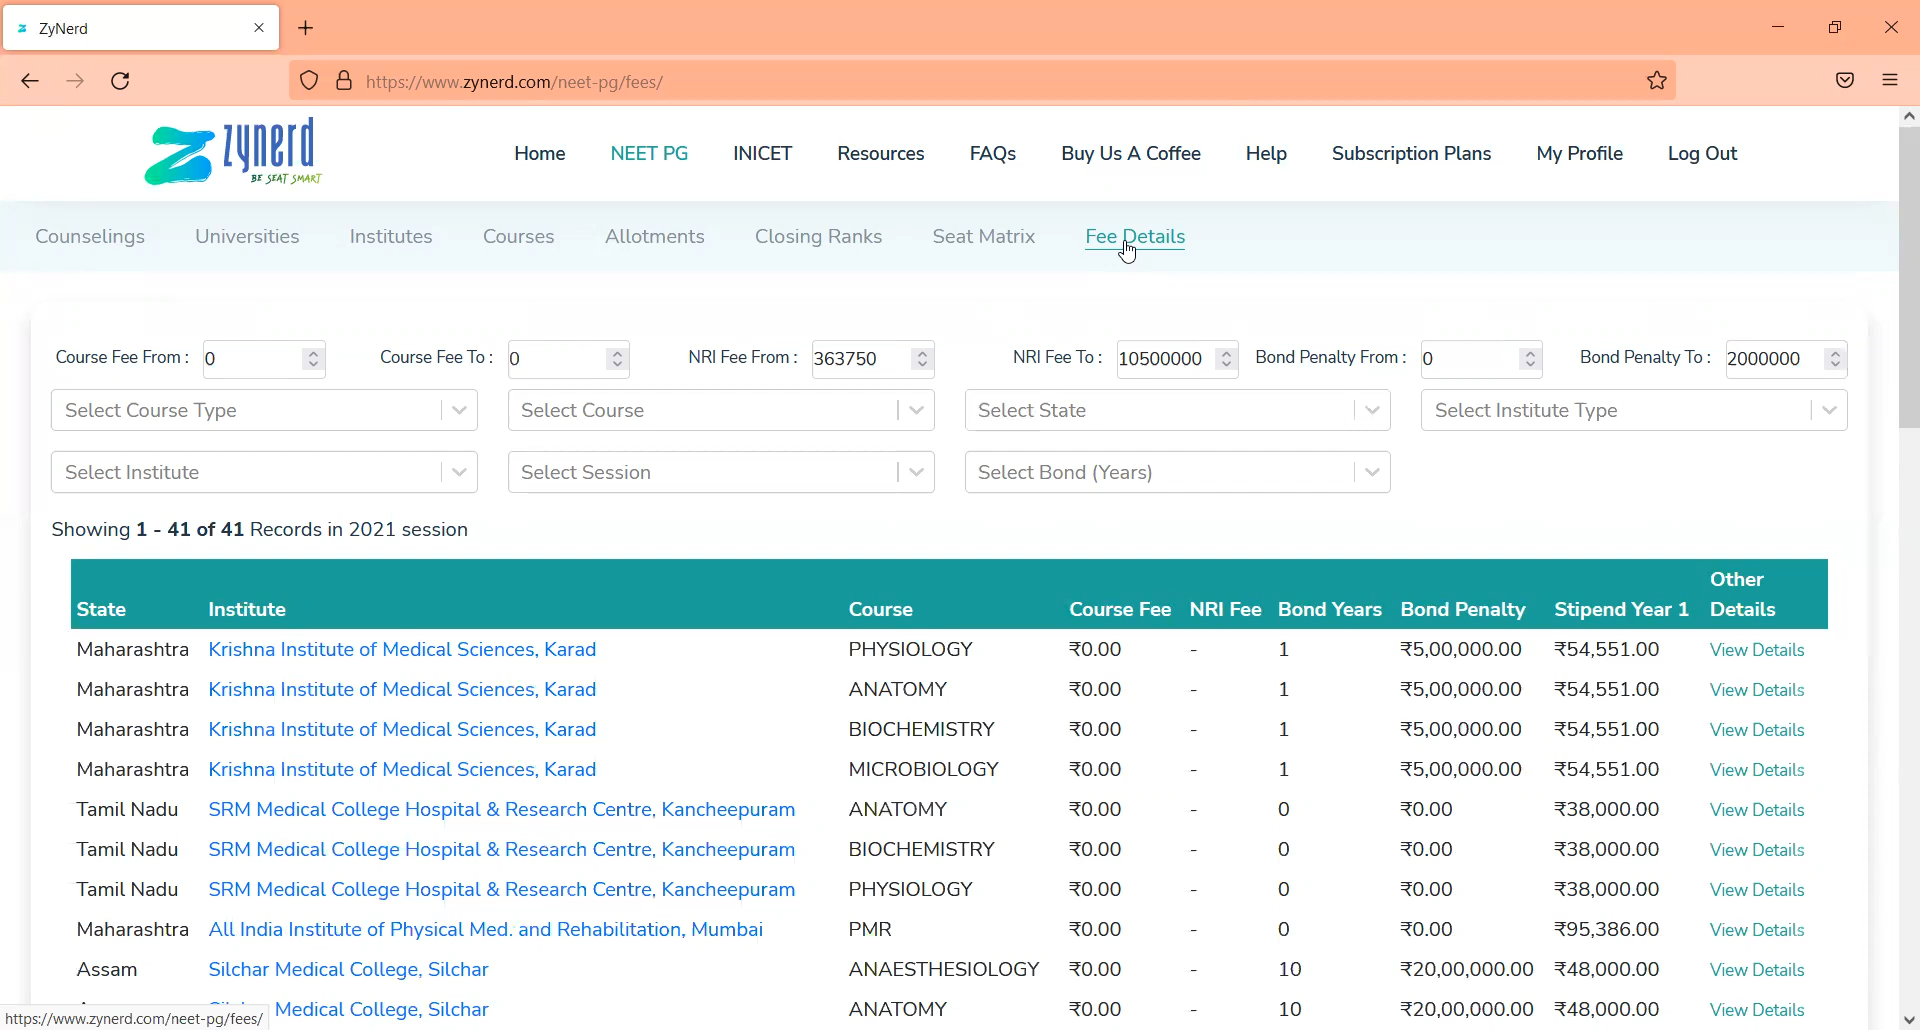 ZyNerd
https://www.zynerd.com/neet-pg/fees/
zynerd
BE SEAT SMART
Home NEET PG INICET Resources FAQs Buy Us A Coffee Help Subscription Plans My Profile Log Out
Counselings Universities Institutes Courses Allotments Closing Ranks Seat Matrix Fee Details
Course Fee From : 0 Course Fee To : 0 NRI Fee From : 363750 NRI Fee To : 10500000 Bond Penalty From : 0 Bond Penalty To : 2000000
Select Course Type Select Course Select State Select Institute Type
Select Institute Select Session Select Bond (Years)
Showing 1 - 41 of 41 Records in 2021 session
State Institute Course Course Fee NRI Fee Bond Years Bond Penalty Stipend Year 1 Other Details
Maharashtra Krishna Institute of Medical Sciences, Karad PHYSIOLOGY ₹0.00 - 1 ₹5,00,000.00 ₹54,551.00 View Details
Maharashtra Krishna Institute of Medical Sciences, Karad ANATOMY ₹0.00 - 1 ₹5,00,000.00 ₹54,551.00 View Details
Maharashtra Krishna Institute of Medical Sciences, Karad BIOCHEMISTRY ₹0.00 - 1 ₹5,00,000.00 ₹54,551.00 View Details
Maharashtra Krishna Institute of Medical Sciences, Karad MICROBIOLOGY ₹0.00 - 1 ₹5,00,000.00 ₹54,551.00 View Details
Tamil Nadu SRM Medical College Hospital & Research Centre, Kancheepuram ANATOMY ₹0.00 - 0 ₹0.00 ₹38,000.00 View Details
Tamil Nadu SRM Medical College Hospital & Research Centre, Kancheepuram BIOCHEMISTRY ₹0.00 - 0 ₹0.00 ₹38,000.00 View Details
Tamil Nadu SRM Medical College Hospital & Research Centre, Kancheepuram PHYSIOLOGY ₹0.00 - 0 ₹0.00 ₹38,000.00 View Details
Maharashtra All India Institute of Physical Med. and Rehabilitation, Mumbai PMR ₹0.00 - 0 ₹0.00 ₹95,386.00 View Details
Assam Silchar Medical College, Silchar ANAESTHESIOLOGY ₹0.00 - 10 ₹20,00,000.00 ₹48,000.00 View Details
Medical College, Silchar ANATOMY ₹0.00 - 10 ₹20,00,000.00 ₹48,000.00 View Details
https://www.zynerd.com/neet-pg/fees/